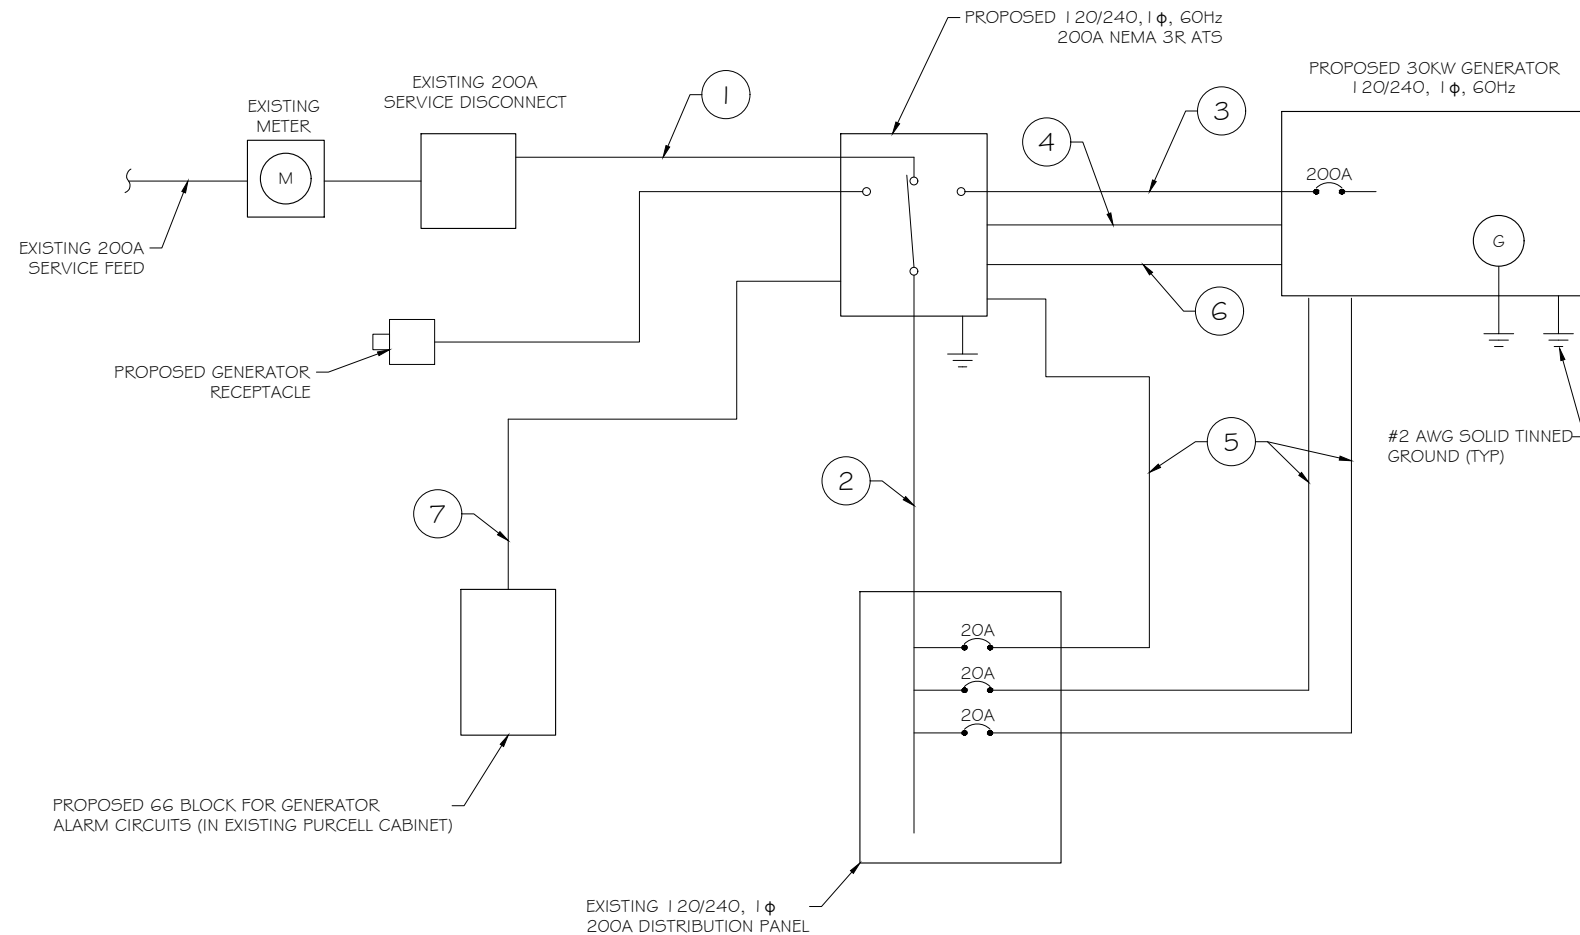 PROPOSED 120/240,1ϕ, 60Hz
200A NEMA 3R ATS
PROPOSED 30KW GENERATOR
120/240, 1ϕ, 60Hz
EXISTING 200A
SERVICE DISCONNECT
EXISTING
METER
1
3
4
M
200A
G
EXISTING 200A
SERVICE FEED
6
PROPOSED GENERATOR
RECEPTACLE
5
#2 AWG SOLID TINNED
GROUND (TYP)
2
7
20A
20A
20A
PROPOSED 66 BLOCK FOR GENERATOR
ALARM CIRCUITS (IN EXISTING PURCELL CABINET)
EXISTING 120/240, 1ϕ
200A DISTRIBUTION PANEL